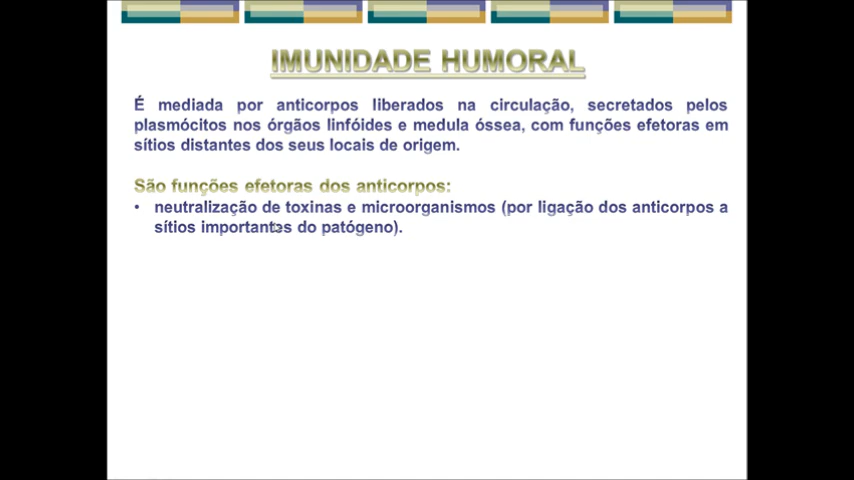 IMUNIDADE HUMORAL
É mediada por anticorpos liberados na circulação, secretados pelos
plasmócitos nos órgãos linfóides e medula óssea, com funções efetoras em
sítios distantes dos seus locais de origem.
São funções efetoras dos anticorpos:
• neutralização de toxinas e microorganismos (por ligação dos anticorpos a
sítios importantes do patógeno).